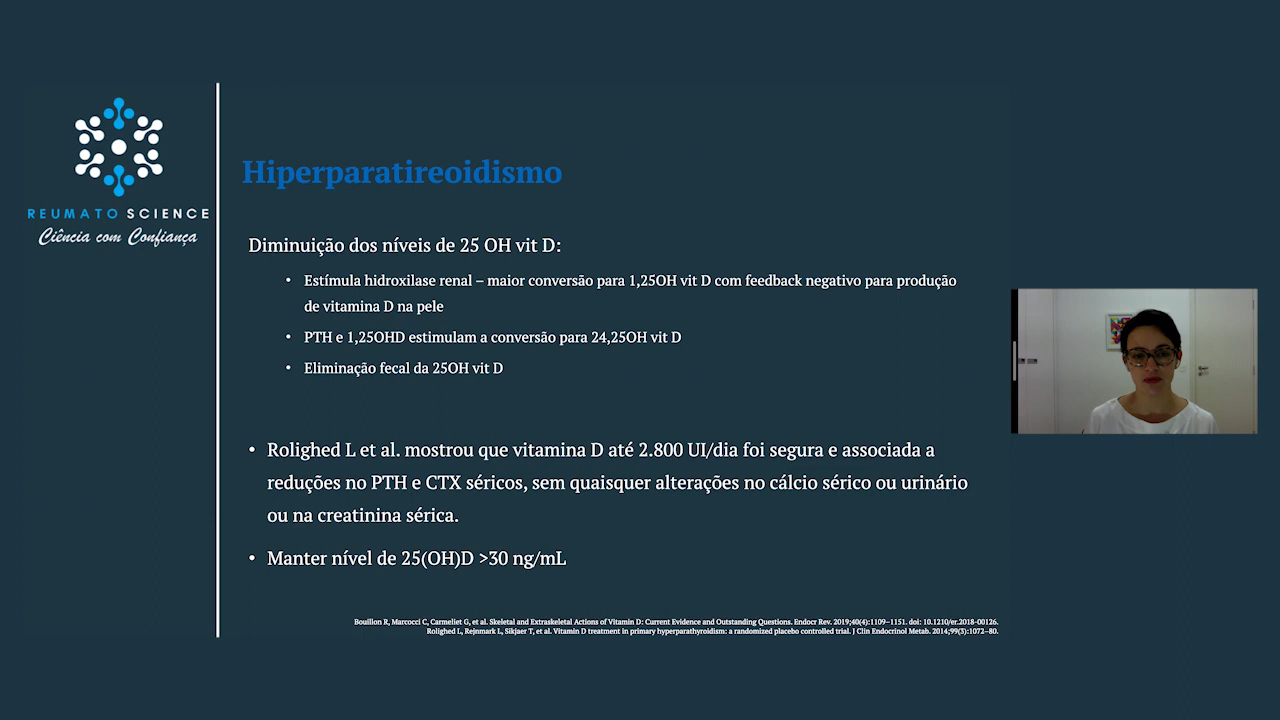 REUMATO SCIENCE
Ciência com Confiança
Hiperparatireoidismo
Diminuição dos níveis de 25 OH vit D:
• Estímula hidroxilase renal – maior conversão para 1,25OH vit D com feedback negativo para produção
de vitamina D na pele
• PTH e 1,25OHD estimulam a conversão para 24,25OH vit D
• Eliminação fecal da 25OH vit D
• Rolighed L et al. mostrou que vitamina D até 2.800 UI/dia foi segura e associada a
reduções no PTH e CTX séricos, sem quaisquer alterações no cálcio sérico ou urinário
ou na creatinina sérica.
• Manter nível de 25(OH)D >30 ng/mL
Bouillon R, Marcocci C, Carmeliet G, et al. Skeletal and Extraskeletal Actions of Vitamin D: Current Evidence and Outstanding Questions. Endocr Rev. 2019;40(4):1109–1151. doi: 10.1210/er.2018-00126.
Rolighed L, Rejnmark L, Sikjaer T, et al. Vitamin D treatment in primary hyperparathyroidism: a randomized placebo controlled trial. J Clin Endocrinol Metab. 2014;99(3):1072–80.